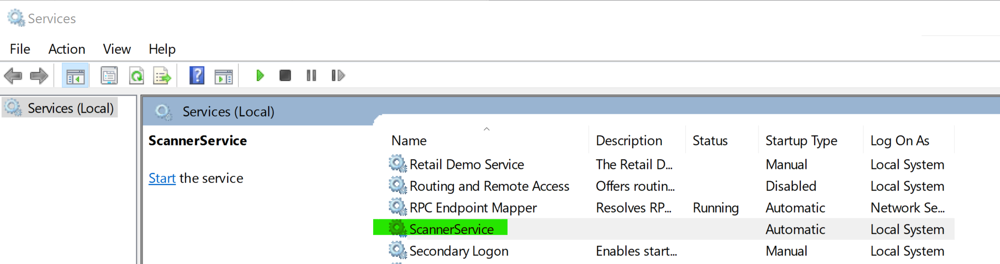 Services
File Action View Help
?
Services (Local)
Services (Local)
ScannerService
Start the service
Name Description Status Startup Type Log On As
Retail Demo Service The Retail D... Manual Local System
Routing and Remote Access Offers routin... Disabled Local System
RPC Endpoint Mapper Resolves RP... Running Automatic Network Se...
ScannerService Automatic Local System
Secondary Logon Enables start... Manual Local System